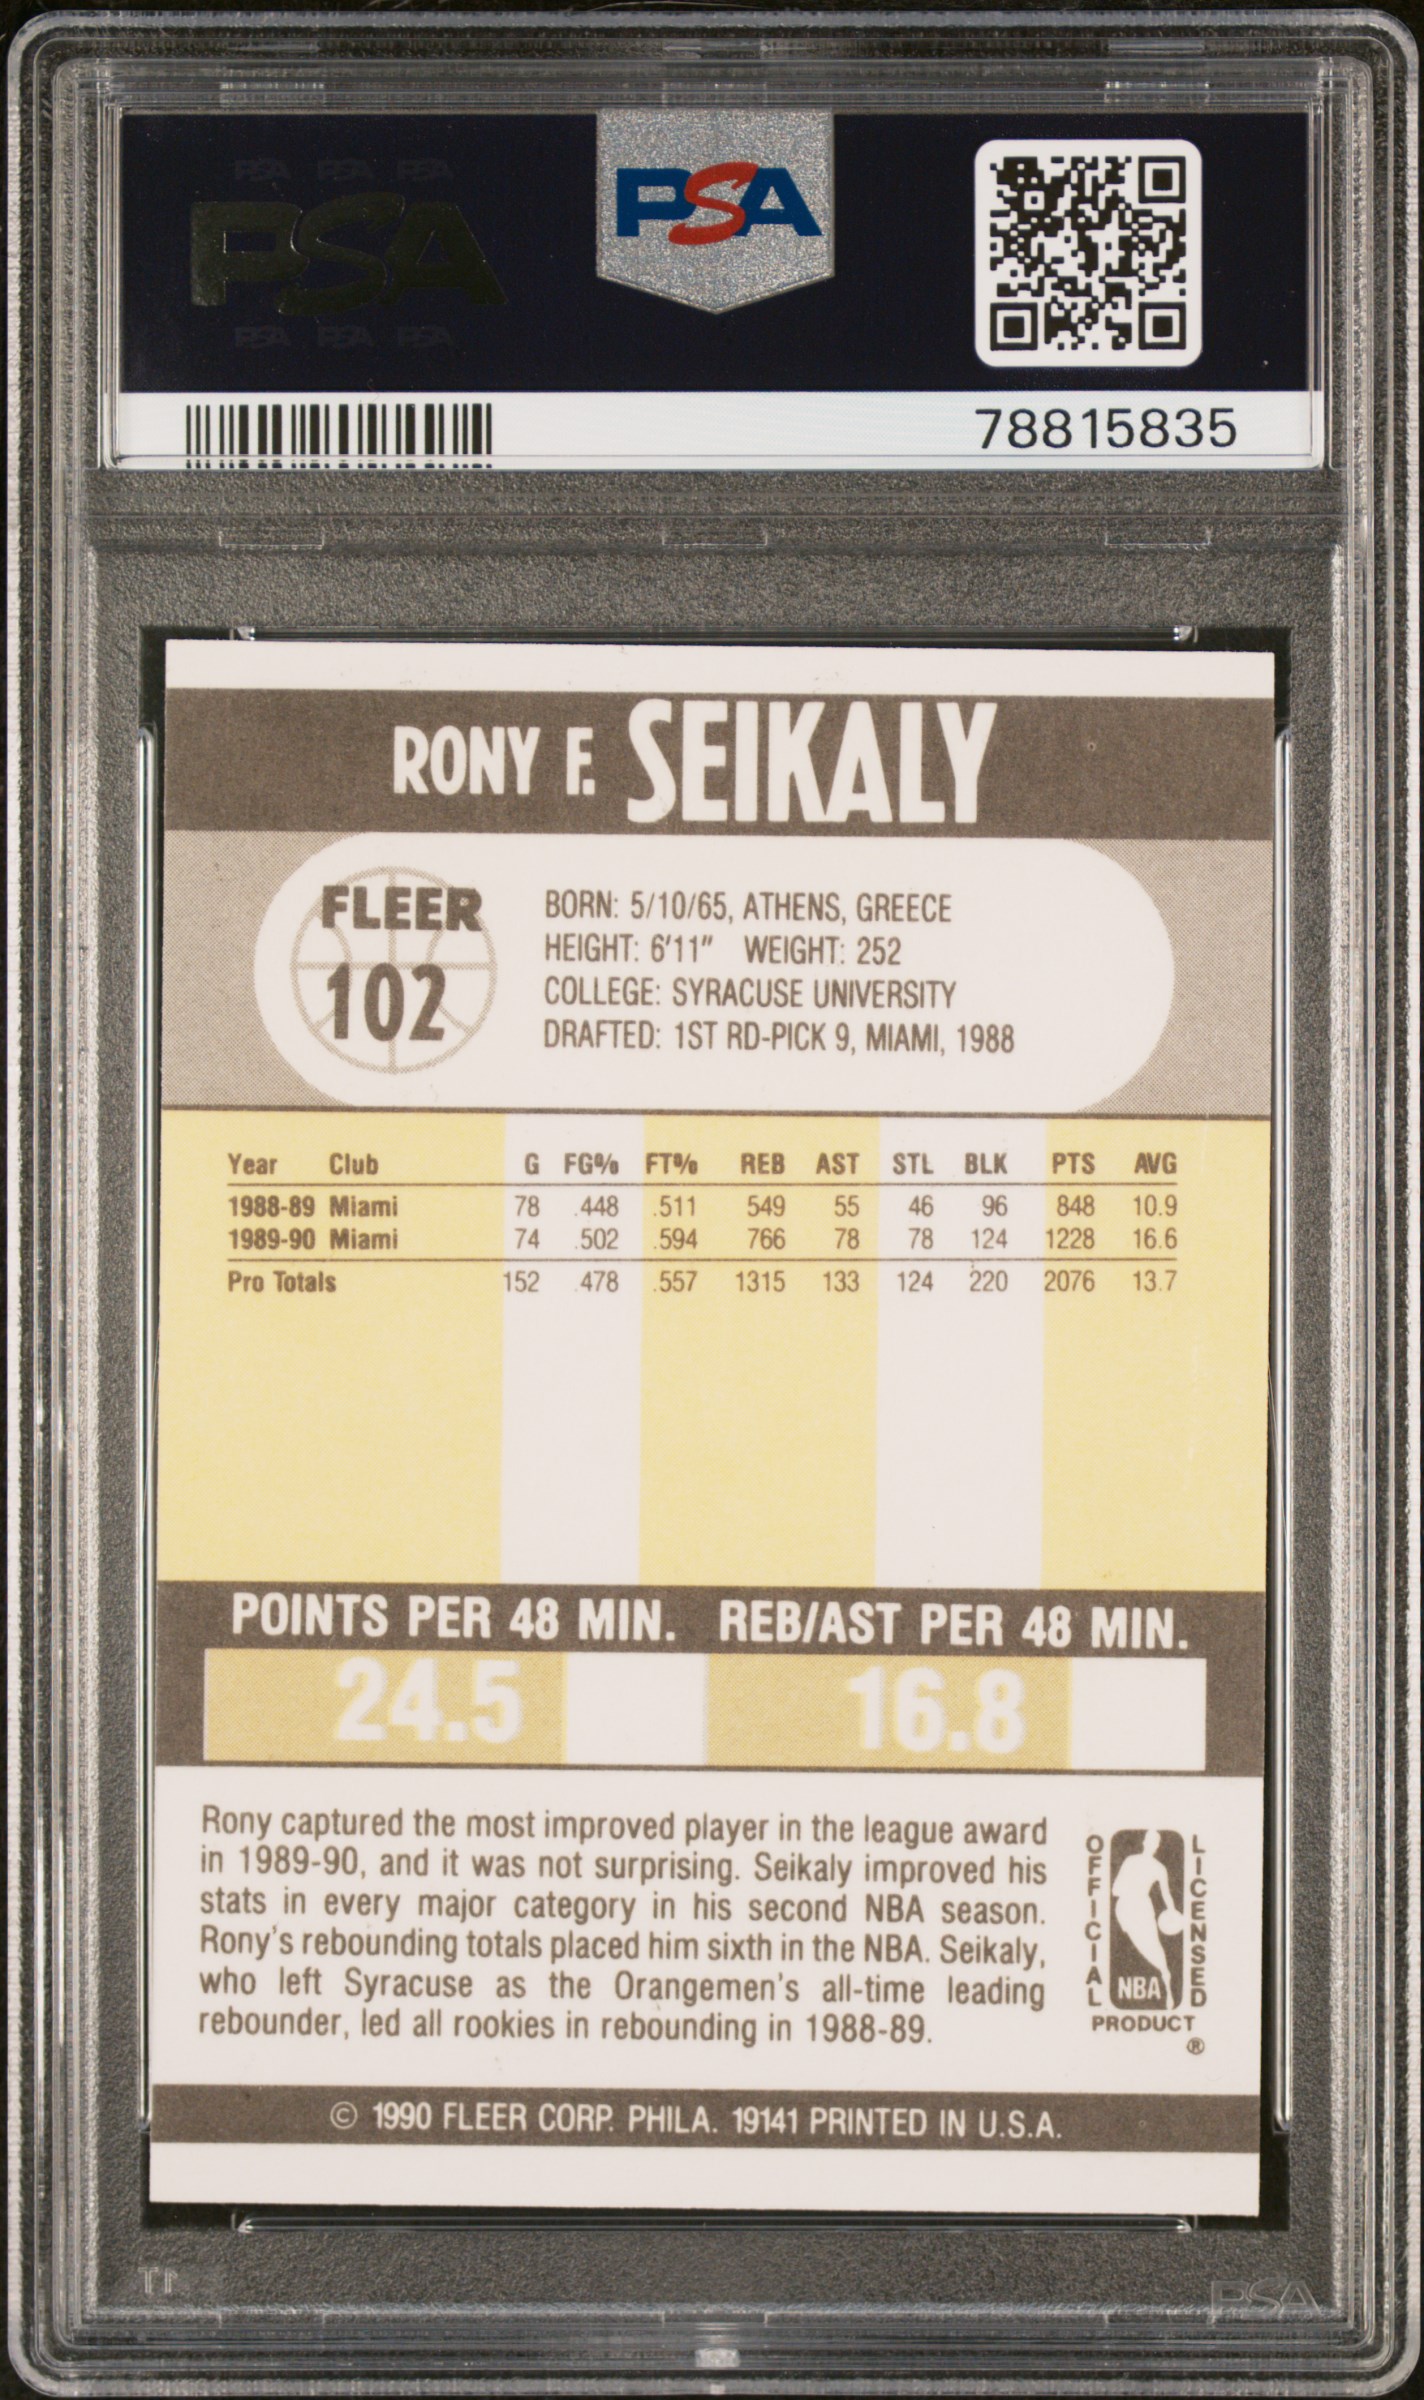 PSA PSA PSA
PSA
PSA PSA PSA
PSA
78815835
RONY F. SEIKALY
FLEER
102
BORN: 5/10/65, ATHENS, GREECE
HEIGHT: 6'11" WEIGHT: 252
COLLEGE: SYRACUSE UNIVERSITY
DRAFTED: 1ST RD-PICK 9, MIAMI, 1988
Year Club G FG% FT% REB AST STL BLK PTS AVG
1988-89 Miami 78 .448 .511 549 55 46 96 848 10.9
1989-90 Miami 74 .502 .594 766 78 78 124 1228 16.6
Pro Totals 152 .478 .557 1315 133 124 220 2076 13.7
POINTS PER 48 MIN. REB/AST PER 48 MIN.
24.5 16.8
Rony captured the most improved player in the league award
in 1989-90, and it was not surprising. Seikaly improved his
stats in every major category in his second NBA season.
Rony's rebounding totals placed him sixth in the NBA. Seikaly,
who left Syracuse as the Orangemen's all-time leading
rebounder, led all rookies in rebounding in 1988-89.
OFFICIAL
NBA
LICENSED
PRODUCT
®
© 1990 FLEER CORP. PHILA. 19141 PRINTED IN U.S.A.
PSA